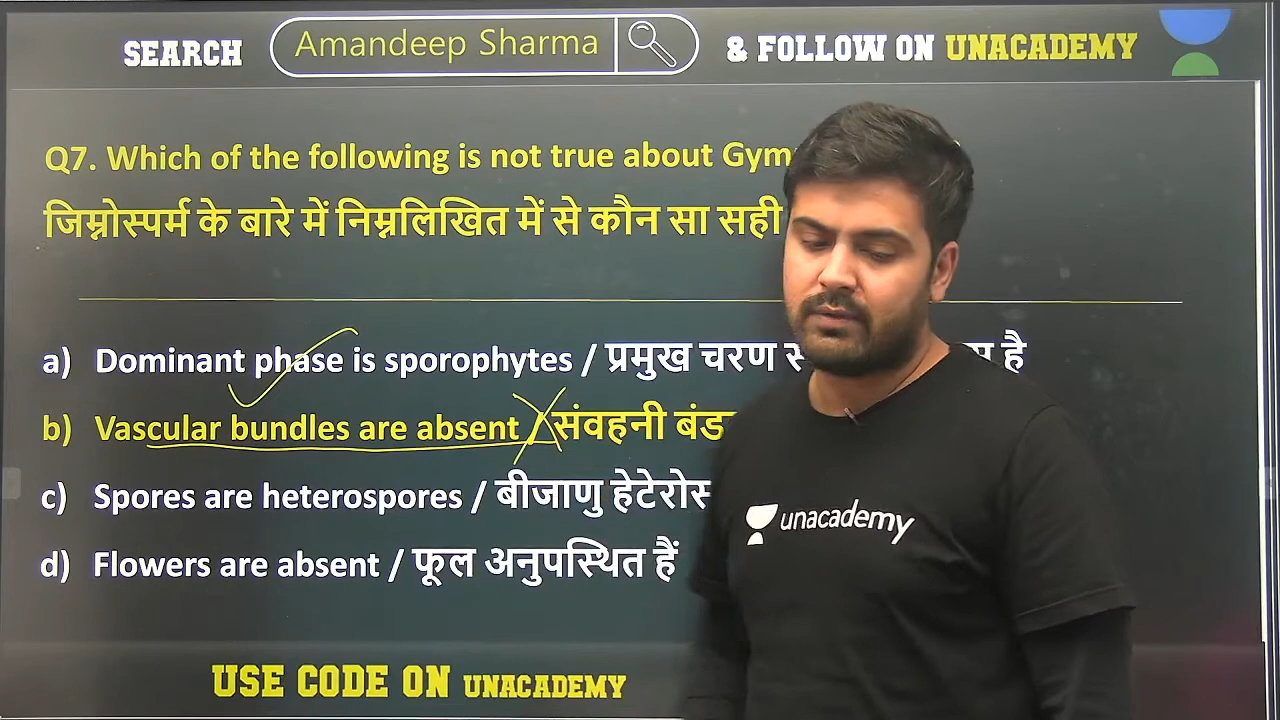 SEARCH Amandeep Sharma & FOLLOW ON UNACADEMY
Q7. Which of the following is not true about
जिम्नोस्पर्म के बारे में निम्नलिखित में से कौन सा सही
a) Dominant phase is sporophytes / प्रमुख चरण है
b) Vascular bundles are absent / संवहनी
c) Spores are heterospores / बीजाणु
d) Flowers are absent / फूल अनुपस्थित हैं
unacademy
USE CODE ON UNACADEMY